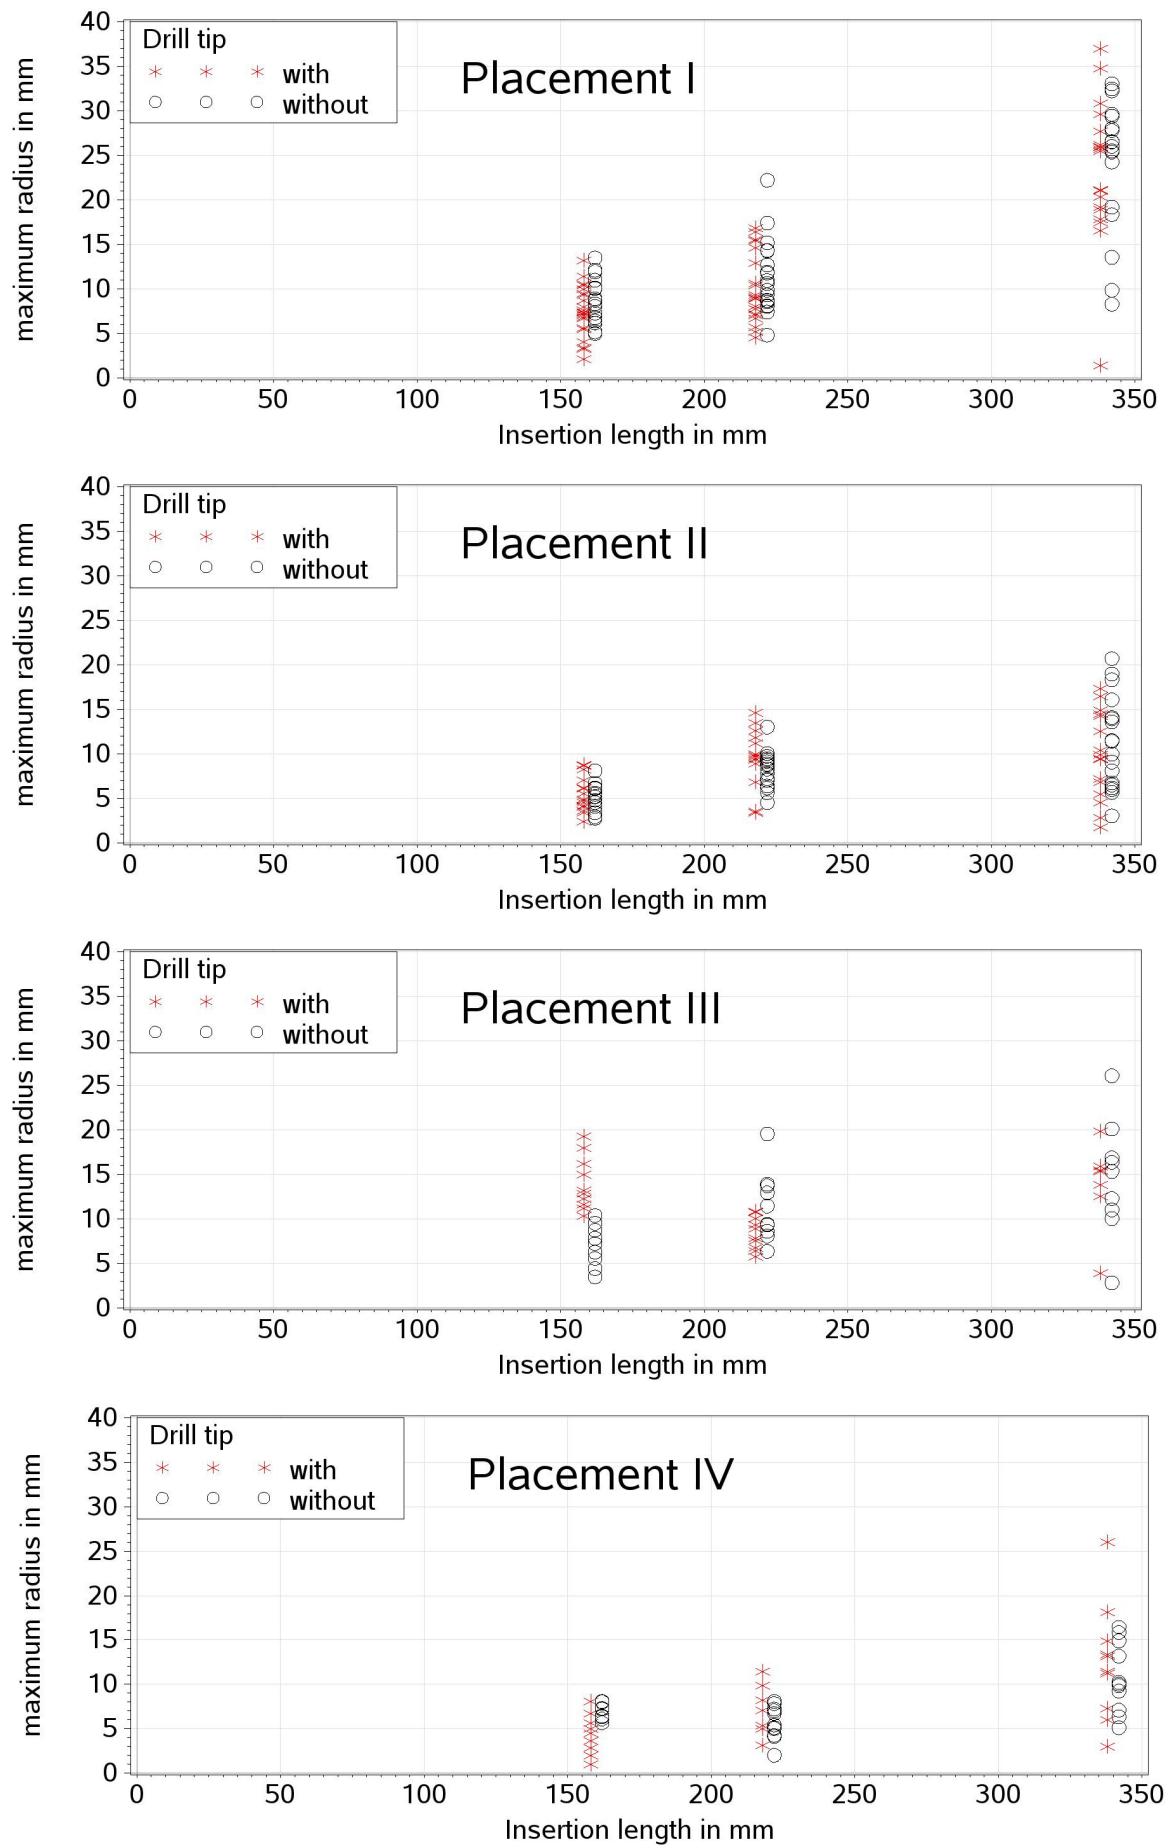 40
Drill tip
with
without
Placement I
35
30
25
20
15
10
5
0
maximum radius in mm
0 50 100 150 200 250 300 350
Insertion length in mm
40
Drill tip
with
without
Placement II
35
30
25
20
15
10
5
0
maximum radius in mm
0 50 100 150 200 250 300 350
Insertion length in mm
40
Drill tip
with
without
Placement III
35
30
25
20
15
10
5
0
maximum radius in mm
0 50 100 150 200 250 300 350
Insertion length in mm
40
Drill tip
with
without
Placement IV
35
30
25
20
15
10
5
0
maximum radius in mm
0 50 100 150 200 250 300 350
Insertion length in mm